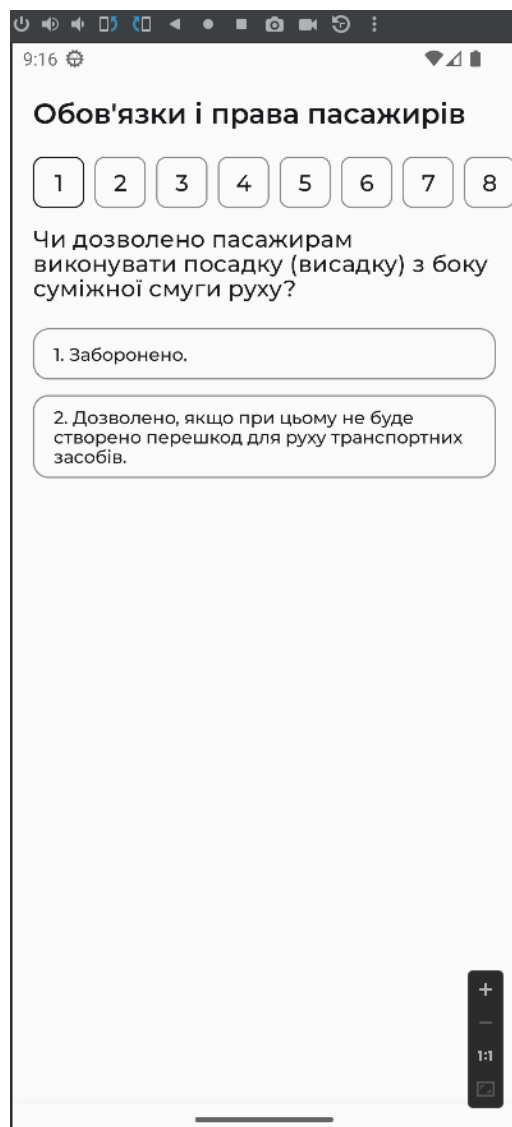 9:16
Обов'язки і права пасажирів
1 2 3 4 5 6 7 8
Чи дозволено пасажирам
виконувати посадку (висадку) з боку
суміжної смуги руху?
1. Заборонено.
2. Дозволено, якщо при цьому не буде
створено перешкод для руху транспортних
засобів.
1:1